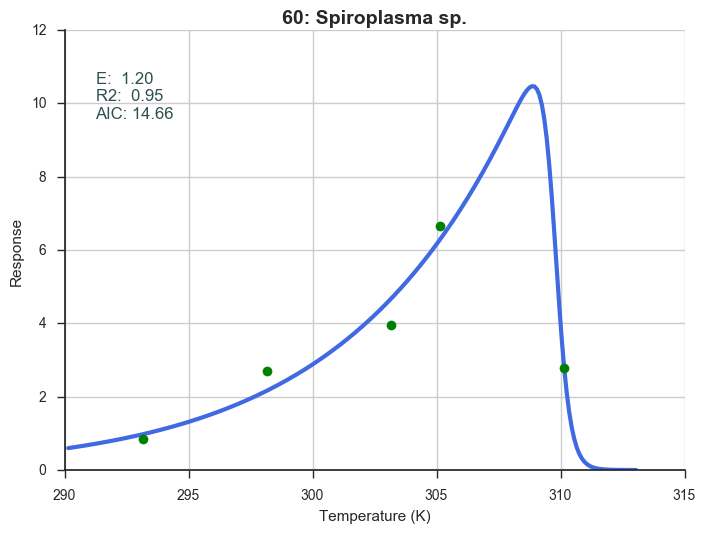 60: Spiroplasma sp.
12
E:  1.20
R2:  0.95
AIC: 14.66
10
8
Response
6
4
2
0
290 295 300 305 310 315
Temperature (K)